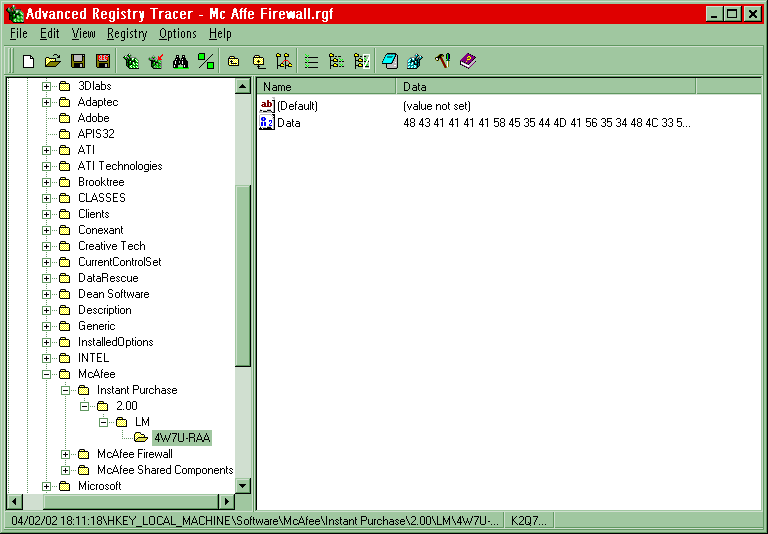 Advanced Registry Tracer - Mc Affe Firewall.rgf
File Edit View Registry Options Help
Name Data
(Default) (value not set)
Data 48 43 41 41 41 41 58 45 35 44 4D 41 56 35 34 48 4C 33 5...
3Dlabs
Adaptec
Adobe
APIS32
ATI
ATI Technologies
Brooktree
CLASSES
Clients
Conexant
Creative Tech
CurrentControlSet
DataRescue
Dean Software
Description
Generic
InstalledOptions
INTEL
McAfee
Instant Purchase
2.00
LM
4W7U-RAA
McAfee Firewall
McAfee Shared Components
Microsoft
04/02/02 18:11:18\HKEY_LOCAL_MACHINE\Software\McAfee\Instant Purchase\2.00\LM\4W7U-... K2Q7...